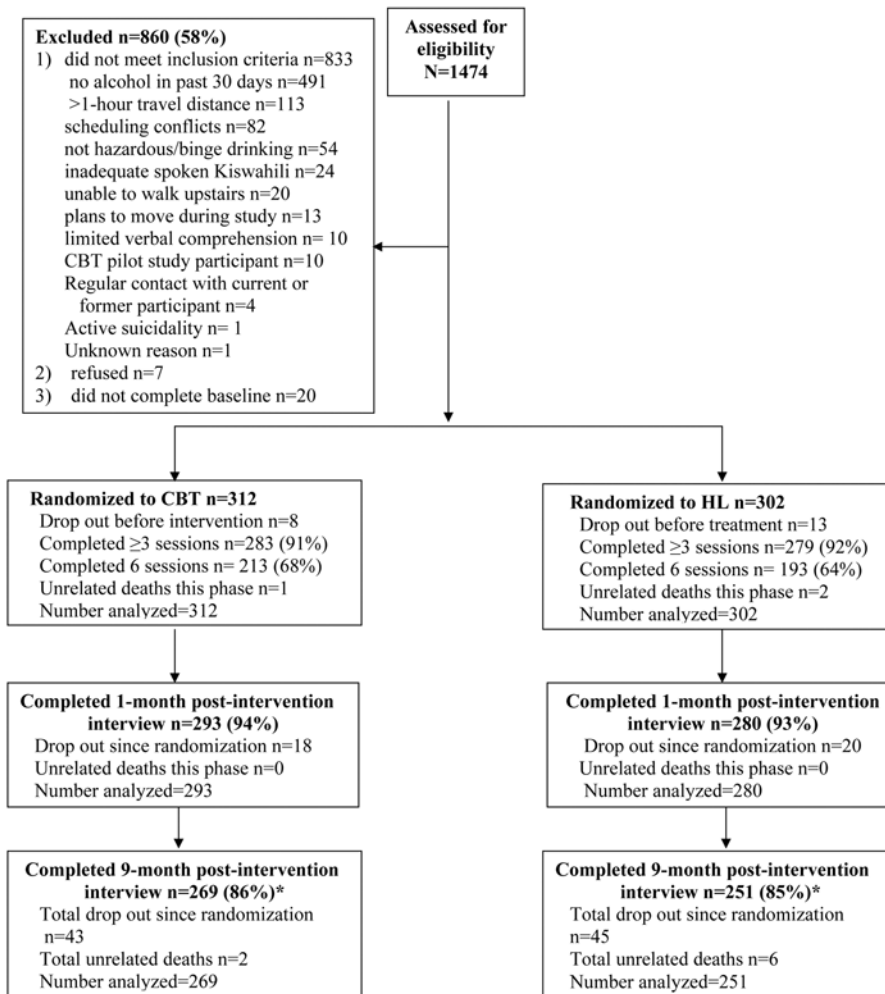 Assessed for
eligibility
N=1474
Excluded n=860 (58%)
1) did not meet inclusion criteria n=833
no alcohol in past 30 days n=491
>1-hour travel distance n=113
scheduling conflicts n=82
not hazardous/binge drinking n=54
inadequate spoken Kiswahili n=24
unable to walk upstairs n=20
plans to move during study n=13
limited verbal comprehension n= 10
CBT pilot study participant n=10
Regular contact with current or
former participant n=4
Active suicidality n= 1
Unknown reason n=1
2) refused n=7
3) did not complete baseline n=20
Randomized to CBT n=312
Drop out before intervention n=8
Completed ≥3 sessions n=283 (91%)
Completed 6 sessions n= 213 (68%)
Unrelated deaths this phase n=1
Number analyzed=312
Randomized to HL n=302
Drop out before treatment n=13
Completed ≥3 sessions n=279 (92%)
Completed 6 sessions n= 193 (64%)
Unrelated deaths this phase n=2
Number analyzed=302
Completed 1-month post-intervention
interview n=293 (94%)
Drop out since randomization n=18
Unrelated deaths this phase n=0
Number analyzed=293
Completed 1-month post-intervention
interview n=280 (93%)
Drop out since randomization n=20
Unrelated deaths this phase n=0
Number analyzed=280
Completed 9-month post-intervention
interview n=269 (86%)*
Total drop out since randomization
n=43
Total unrelated deaths n=2
Number analyzed=269
Completed 9-month post-intervention
interview n=251 (85%)*
Total drop out since randomization
n=45
Total unrelated deaths n=6
Number analyzed=251